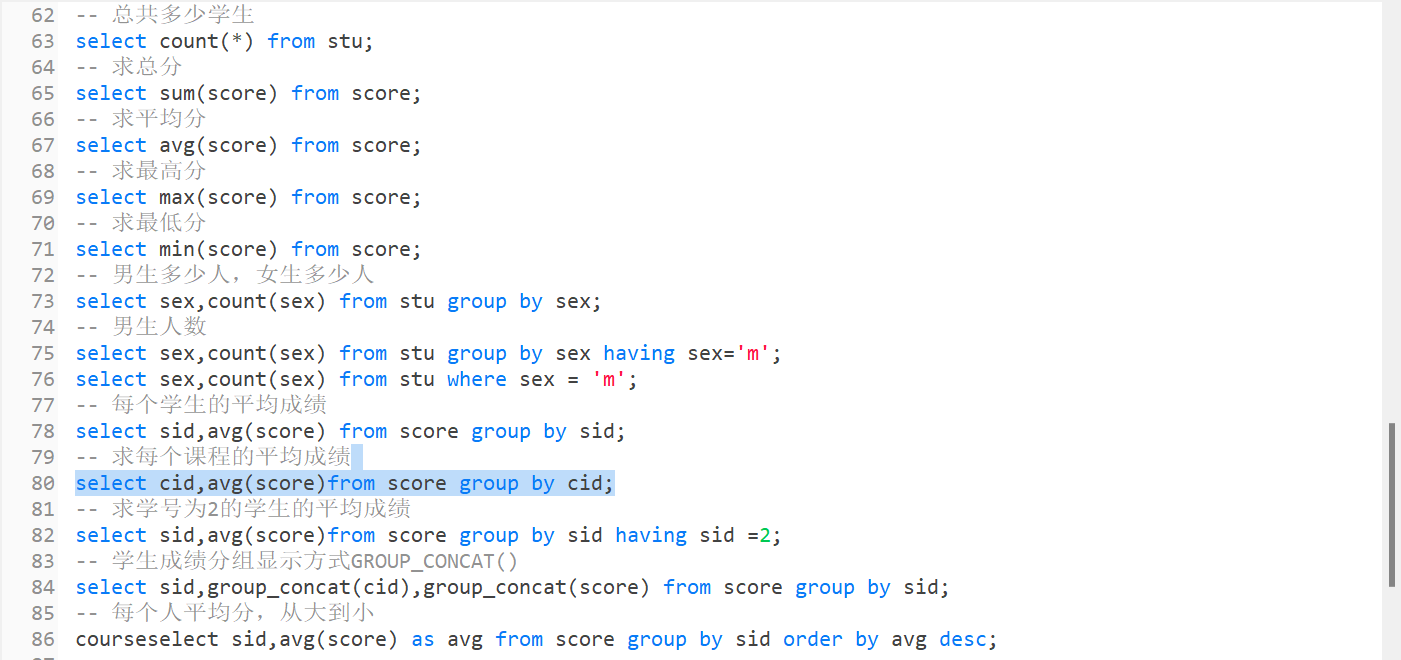 62 -- 总共多少学生
63 select count(*) from stu;
64 -- 求总分
65 select sum(score) from score;
66 -- 求平均分
67 select avg(score) from score;
68 -- 求最高分
69 select max(score) from score;
70 -- 求最低分
71 select min(score) from score;
72 -- 男生多少人，女生多少人
73 select sex,count(sex) from stu group by sex;
74 -- 男生人数
75 select sex,count(sex) from stu group by sex having sex='m';
76 select sex,count(sex) from stu where sex = 'm';
77 -- 每个学生的平均成绩
78 select sid,avg(score) from score group by sid;
79 -- 求每个课程的平均成绩
80 select cid,avg(score)from score group by cid;
81 -- 求学号为2的学生的平均成绩
82 select sid,avg(score)from score group by sid having sid =2;
83 -- 学生成绩分组显示方式GROUP_CONCAT()
84 select sid,group_concat(cid),group_concat(score) from score group by sid;
85 -- 每个人平均分，从大到小
86 courseselect sid,avg(score) as avg from score group by sid order by avg desc;